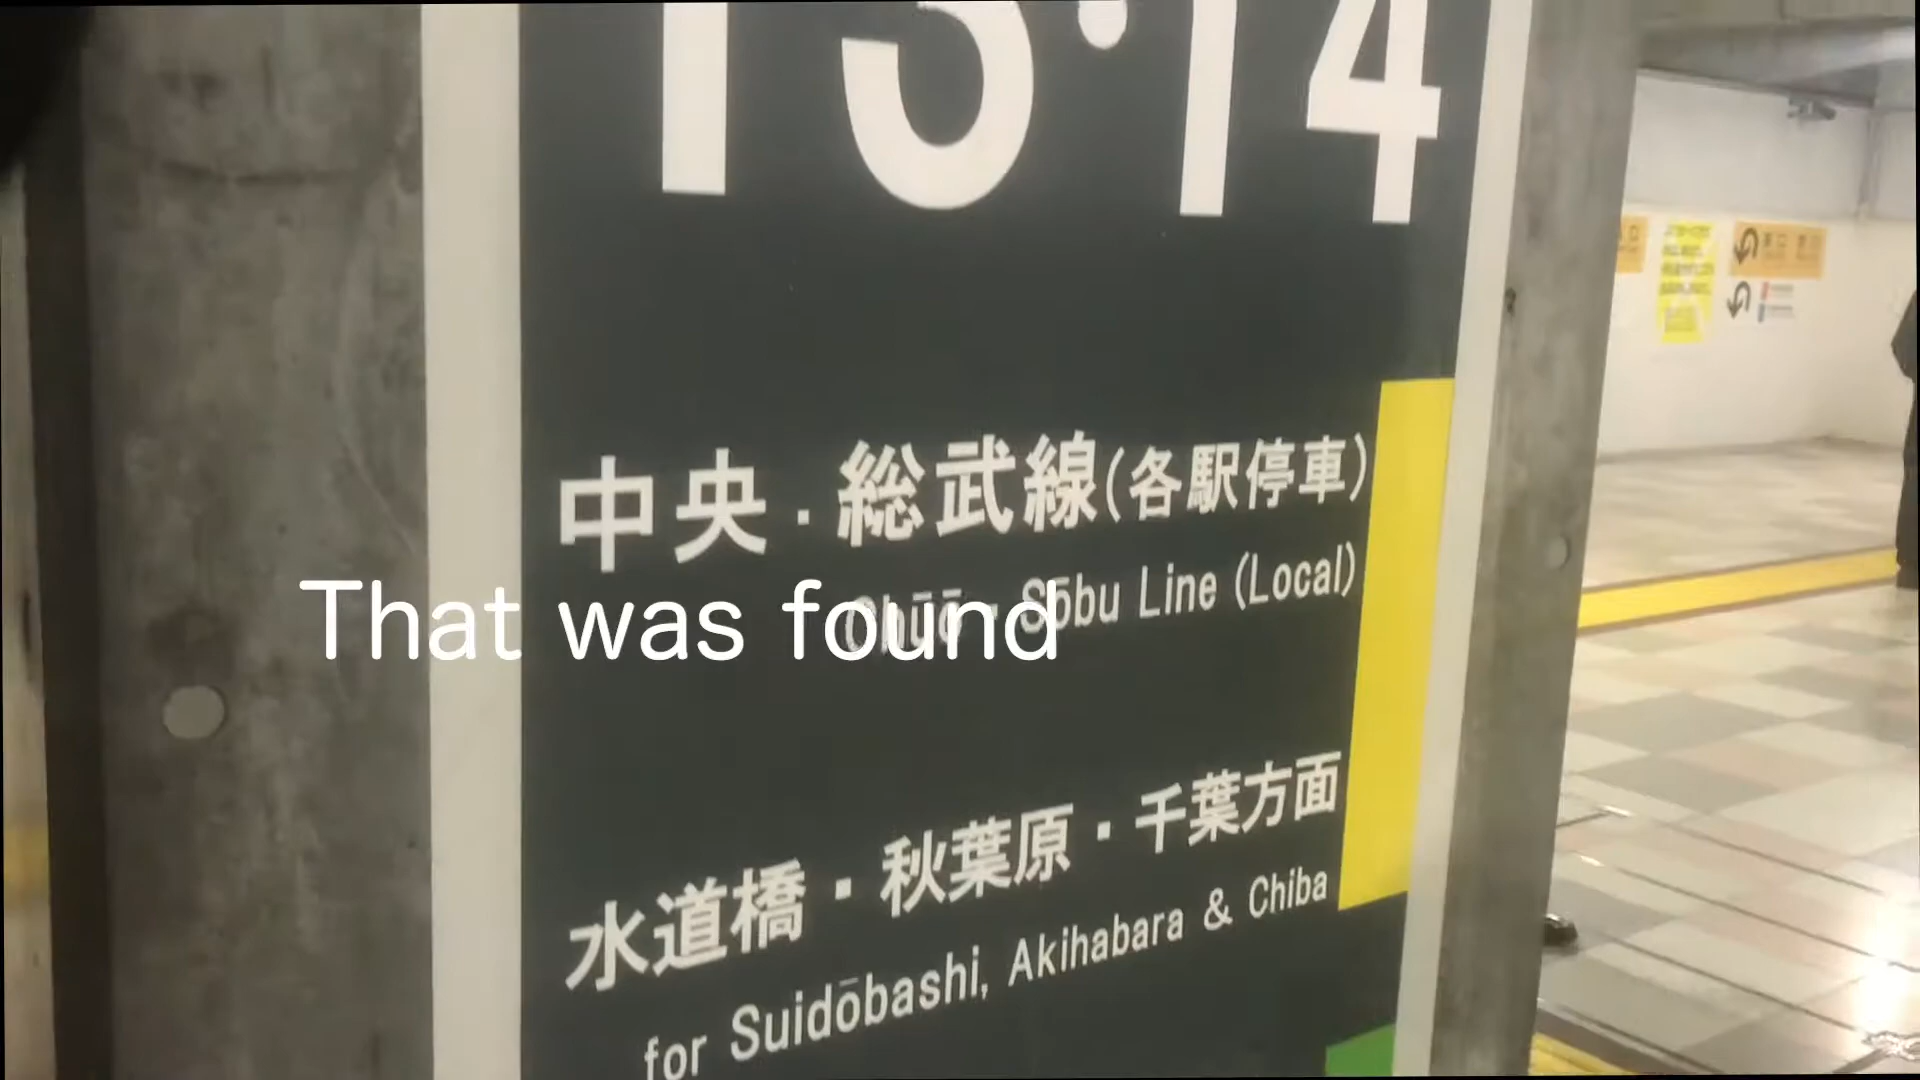 13・14
中央・総武線(各駅停車)
Chūō - Sōbu Line (Local)
That was found
水道橋・秋葉原・千葉方面
for Suidōbashi, Akihabara & Chiba